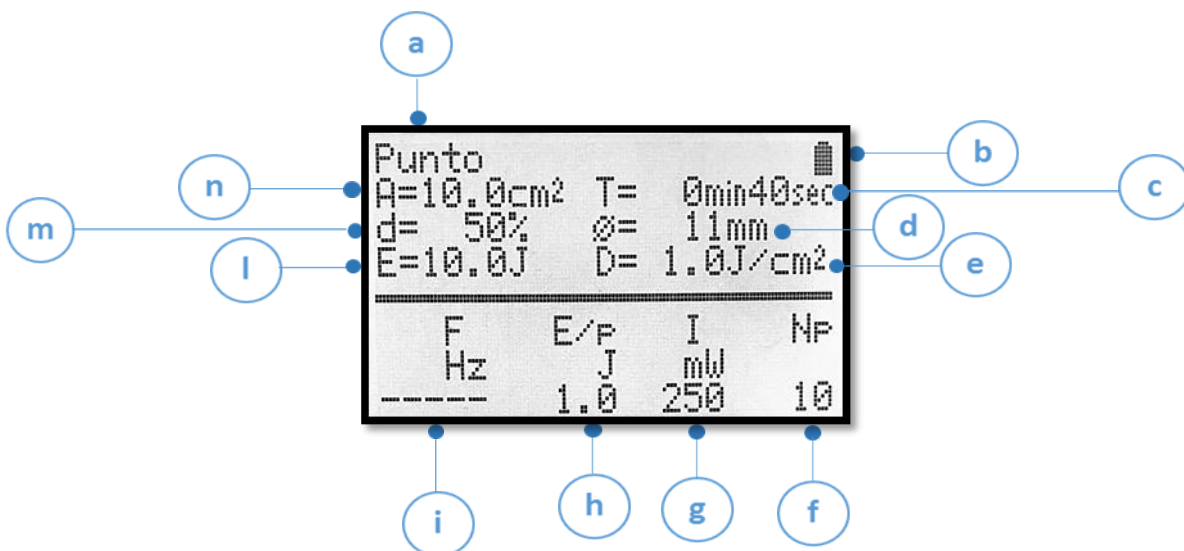 a
b
c
d
e
f
g
h
i
l
m
n
Punto
A=10.0cm² T= 0min40sec
d= 50% ø= 11mm
E=10.0J D= 1.0J/cm²
F E/p I Np
Hz J mW
----- 1.0 250 10